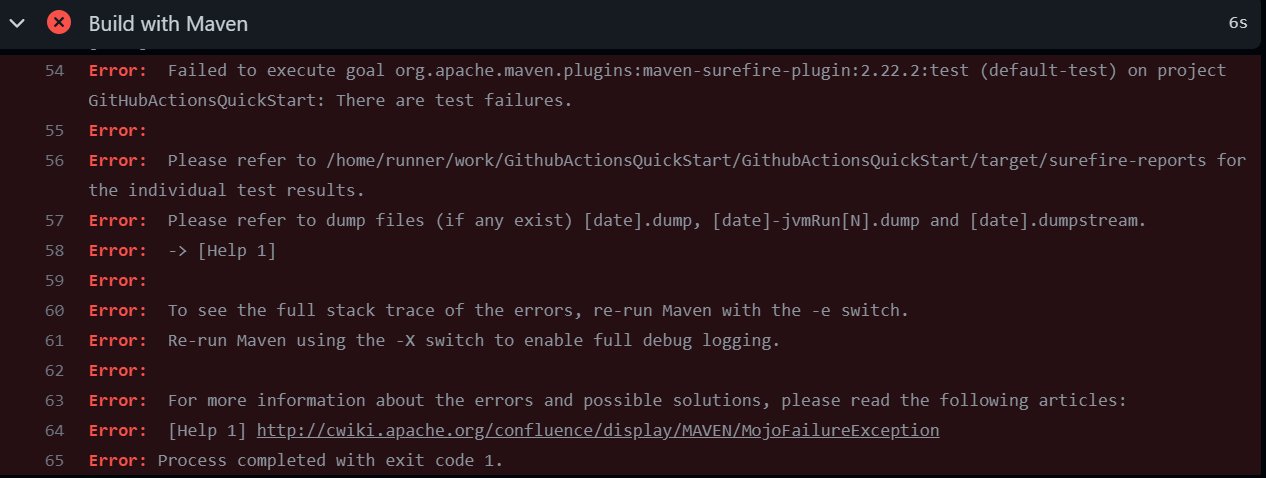 Build with Maven
6s
54 Error: Failed to execute goal org.apache.maven.plugins:maven-surefire-plugin:2.22.2:test (default-test) on project
GitHubActionsQuickStart: There are test failures.
55 Error:
56 Error: Please refer to /home/runner/work/GithubActionsQuickStart/GithubActionsQuickStart/target/surefire-reports for
the individual test results.
57 Error: Please refer to dump files (if any exist) [date].dump, [date]-jvmRun[N].dump and [date].dumpstream.
58 Error: -> [Help 1]
59 Error:
60 Error: To see the full stack trace of the errors, re-run Maven with the -e switch.
61 Error: Re-run Maven using the -X switch to enable full debug logging.
62 Error:
63 Error: For more information about the errors and possible solutions, please read the following articles:
64 Error: [Help 1] http://cwiki.apache.org/confluence/display/MAVEN/MojoFailureException
65 Error: Process completed with exit code 1.